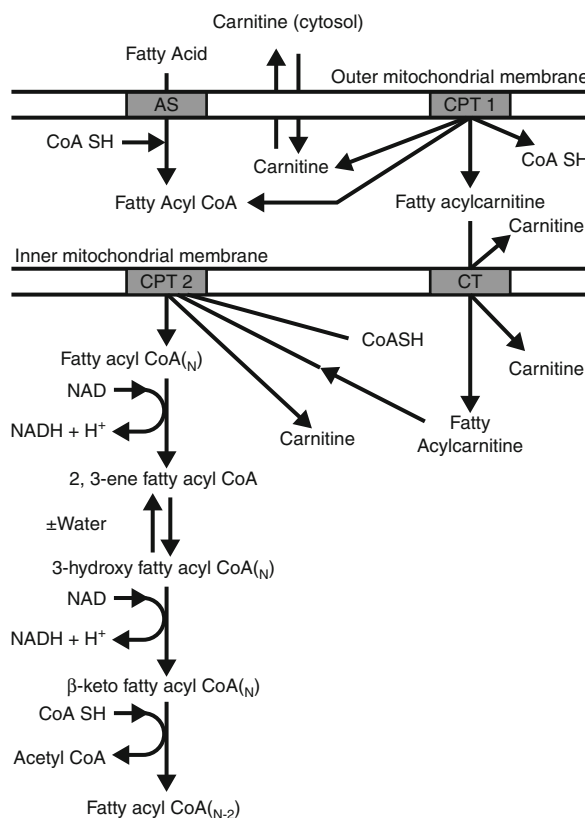 Carnitine (cytosol)
Fatty Acid
Outer mitochondrial membrane
AS
CPT 1
CoA SH
Carnitine
CoA SH
Fatty Acyl CoA
Fatty acylcarnitine
Carnitine
Inner mitochondrial membrane
CPT 2
CT
CoASH
Fatty acyl CoA(N)
Carnitine
NAD
Fatty
Acylcarnitine
NADH + H+
Carnitine
2, 3-ene fatty acyl CoA
±Water
3-hydroxy fatty acyl CoA(N)
NAD
NADH + H+
β-keto fatty acyl CoA(N)
CoA SH
Acetyl CoA
Fatty acyl CoA(N-2)